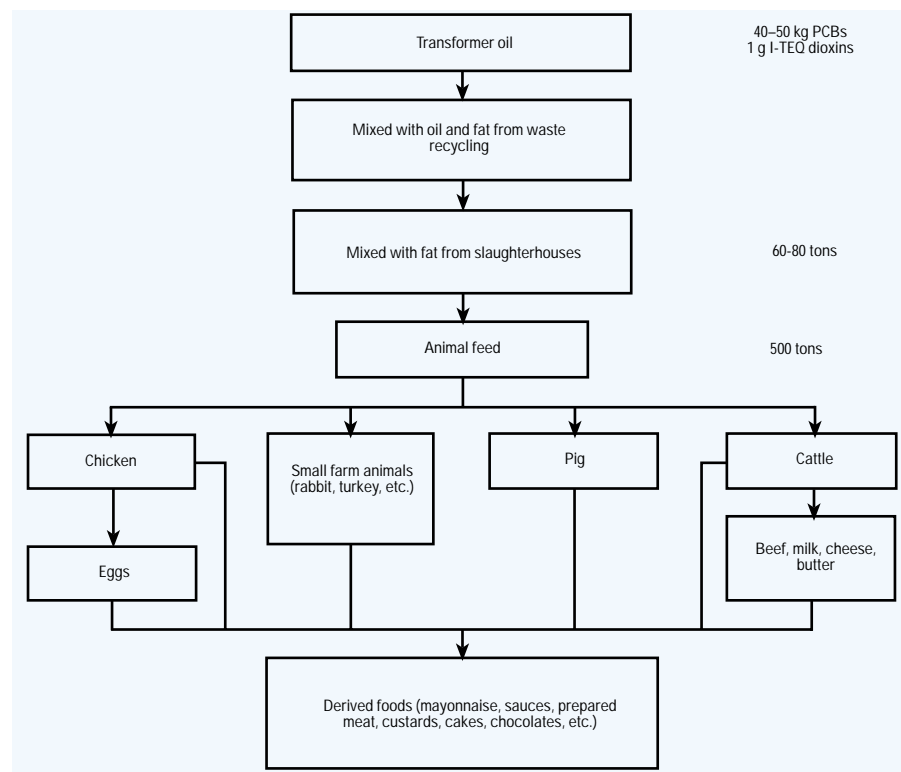 Transformer oil
40–50 kg PCBs
1 g I-TEQ dioxins
Mixed with oil and fat from waste
recycling
Mixed with fat from slaughterhouses
60-80 tons
Animal feed
500 tons
Chicken
Small farm animals
(rabbit, turkey, etc.)
Pig
Cattle
Eggs
Beef, milk, cheese,
butter
Derived foods (mayonnaise, sauces, prepared
meat, custards, cakes, chocolates, etc.)